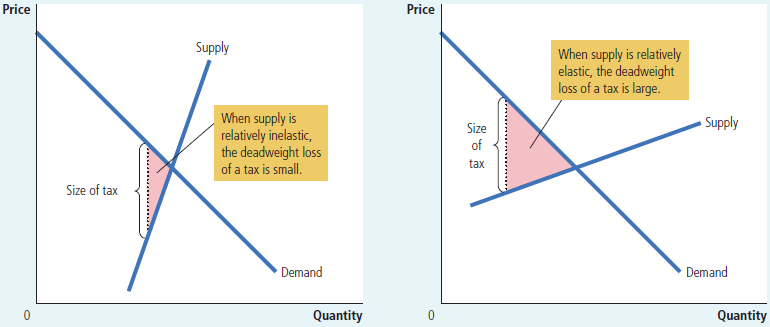 Price
Supply
When supply is
relatively inelastic,
the deadweight loss
of a tax is small.
Size of tax
Demand
0
Quantity
Price
When supply is relatively
elastic, the deadweight
loss of a tax is large.
Size
of
tax
Supply
Demand
0
Quantity